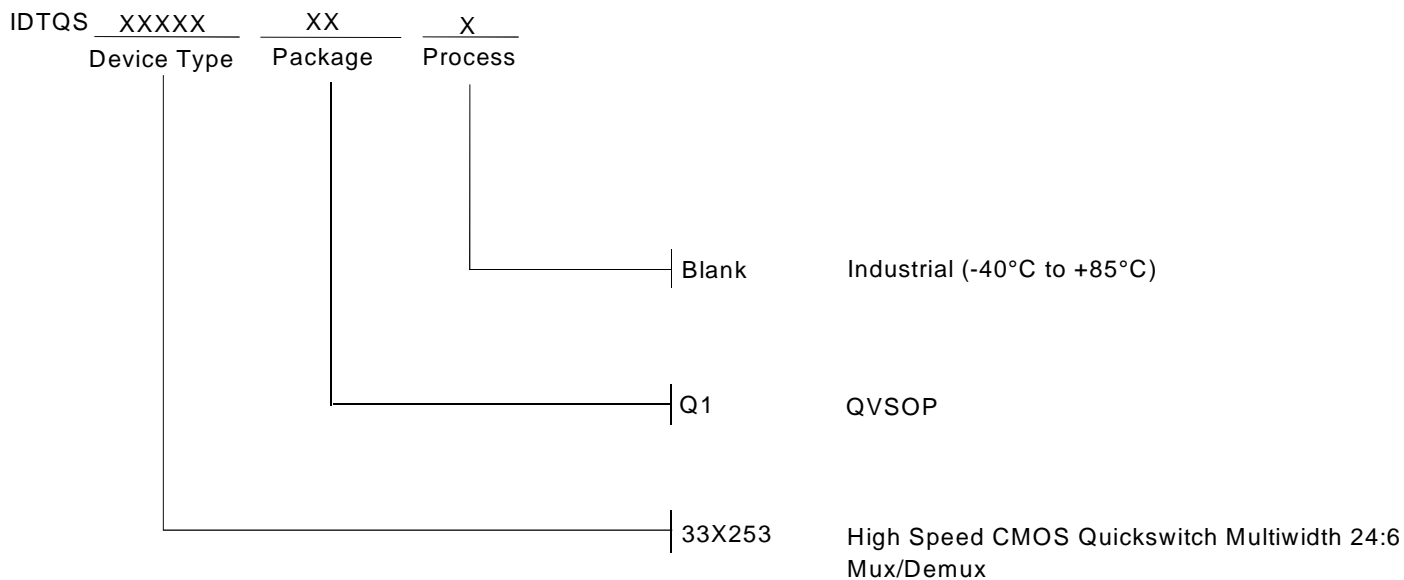 IDTQS XXXXX XX X
Device Type Package Process
Blank Industrial (-40°C to +85°C)
Q1 QVSOP
33X253 High Speed CMOS Quickswitch Multiwidth 24:6
Mux/Demux